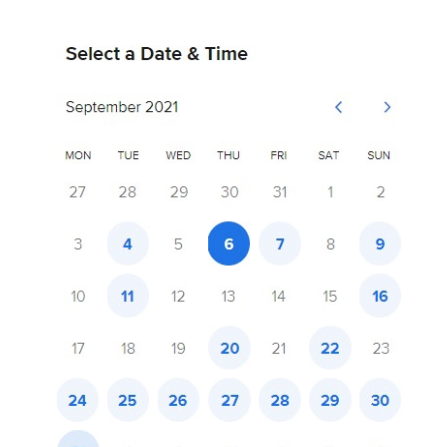 Select a Date & Time
September 2021
MON TUE WED THU FRI SAT SUN
27 28 29 30 31 1 2
3 4 5 6 7 8 9
10 11 12 13 14 15 16
17 18 19 20 21 22 23
24 25 26 27 28 29 30